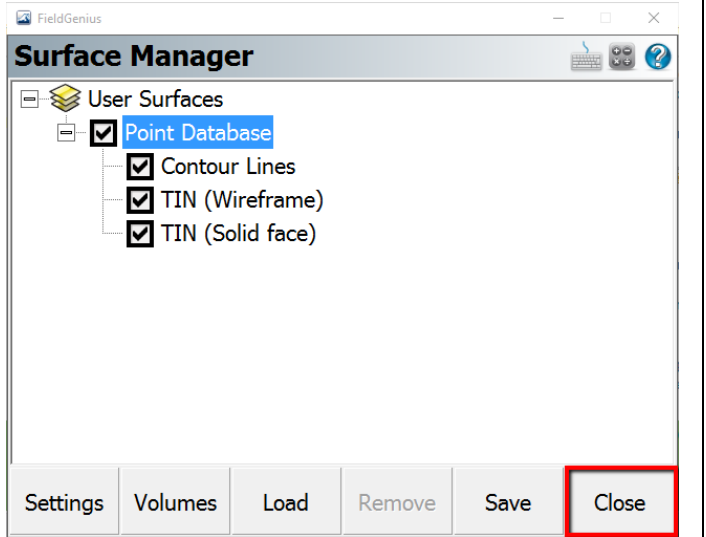 FieldGenius
Surface Manager
User Surfaces
Point Database
Contour Lines
TIN (Wireframe)
TIN (Solid face)
Settings Volumes Load Remove Save Close